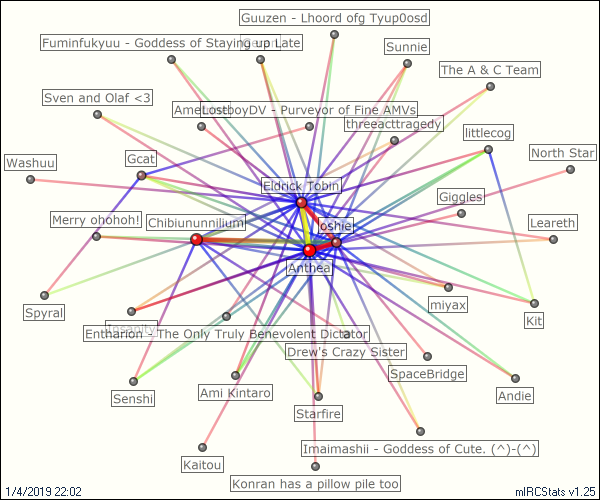 Guuzen - Lhoord ofg Tyup0osd
Fuminfukyuu - Goddess of Staying up Late
Sunnie
The A & C Team
Sven and Olaf <3
LostboyDV - Purveyor of Fine AMVs
threeacttragedy
littlecog
Washuu
Gcat
North Star
Eldrick Tobin
Giggles
Merry ohohoh!
Chibiununnilium
Joshie
Leareth
Anthea
Spyral
miyax
Kit
Entharion - The Only Truly Benevolent Dictator
Drew's Crazy Sister
SpaceBridge
Senshi
Ami Kintaro
Andie
Starfire
Imaimashii - Goddess of Cute. (^)-(^)
Kaitou
Konran has a pillow pile too
1/4/2019 22:02
mIRCStats v1.25